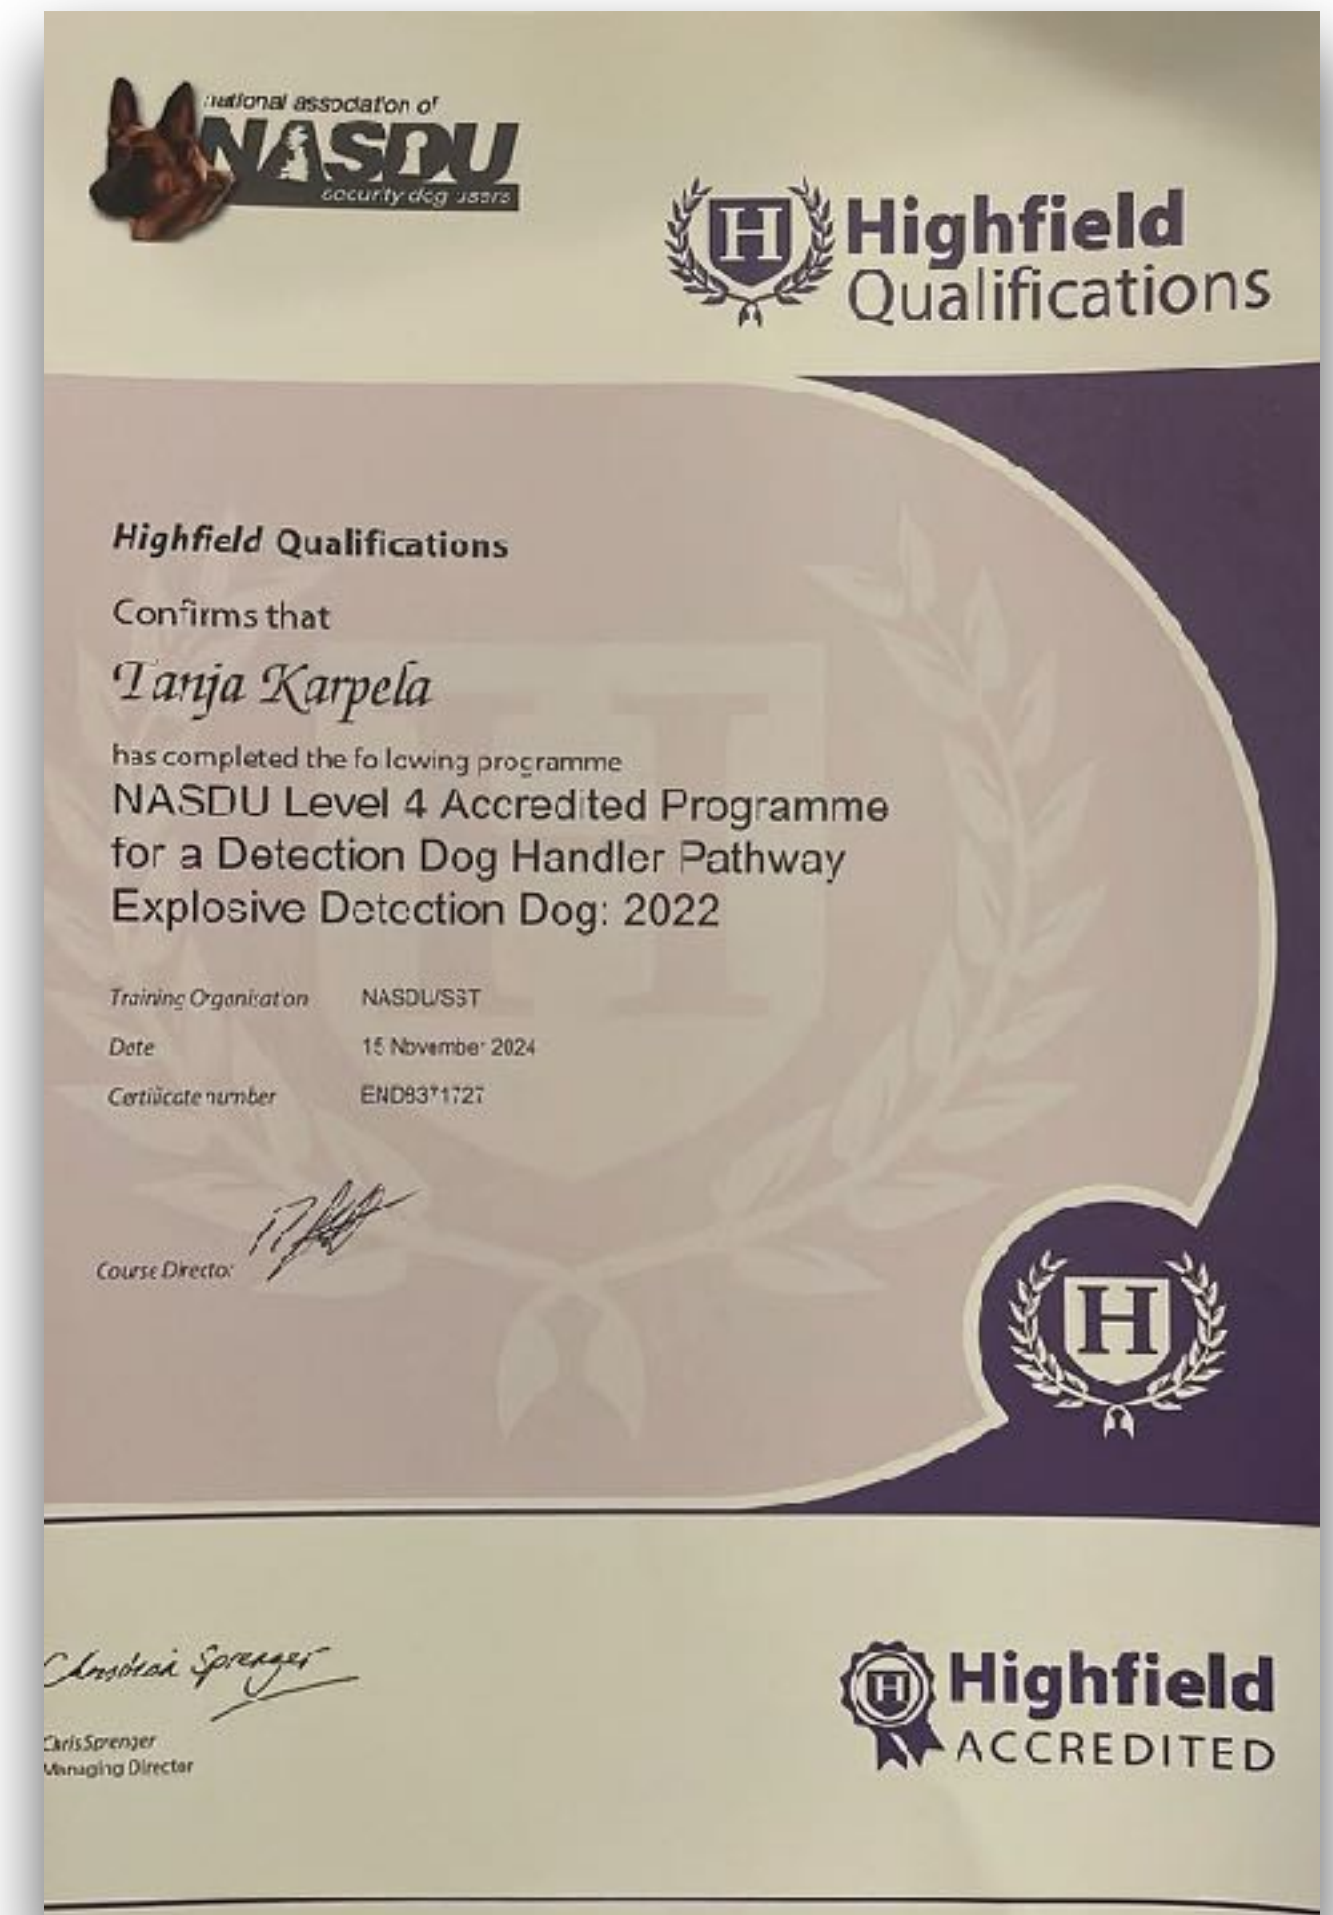 national association of
NASDU
security dog users
H
Highfield
Qualifications
Highfield Qualifications
Confirms that
Tanja Karpela
has completed the following programme
NASDU Level 4 Accredited Programme
for a Detection Dog Handler Pathway
Explosive Detection Dog: 2022
Training Organisation NASDU/SST
Date 15 November 2024
Certificate number END8371727
Course Director
H
Sprenger
Chris Sprenger
Managing Director
H
Highfield
ACCREDITED